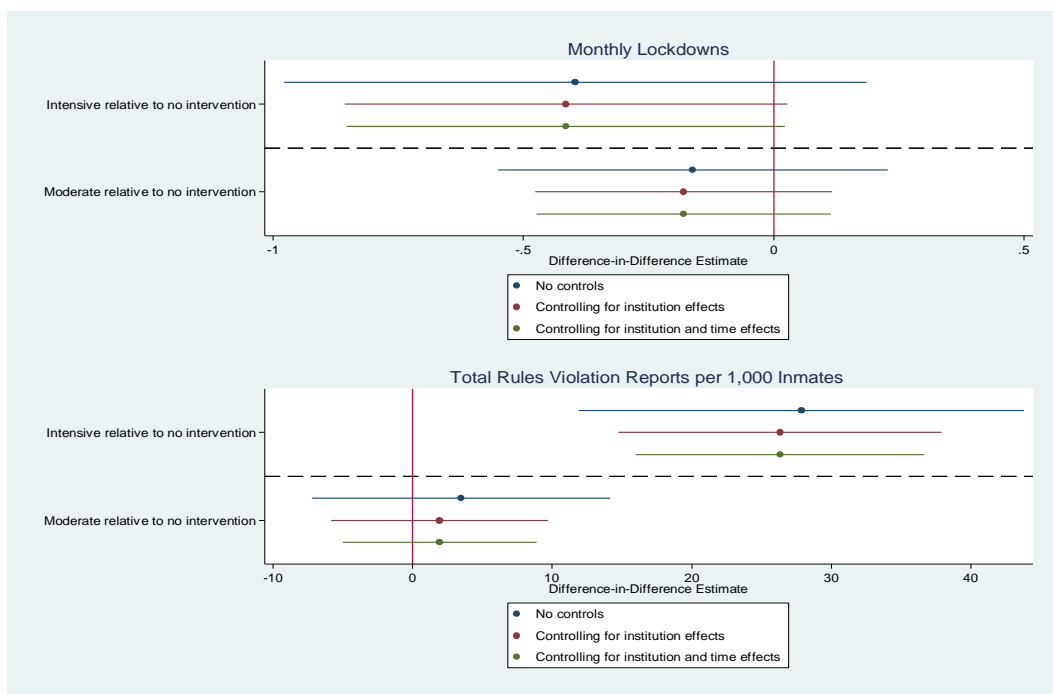 Monthly Lockdowns
Intensive relative to no intervention
Moderate relative to no intervention
-1 -.5 0 .5
Difference-in-Difference Estimate
No controls
Controlling for institution effects
Controlling for institution and time effects
Total Rules Violation Reports per 1,000 Inmates
Intensive relative to no intervention
Moderate relative to no intervention
-10 0 10 20 30 40
Difference-in-Difference Estimate
No controls
Controlling for institution effects
Controlling for institution and time effects